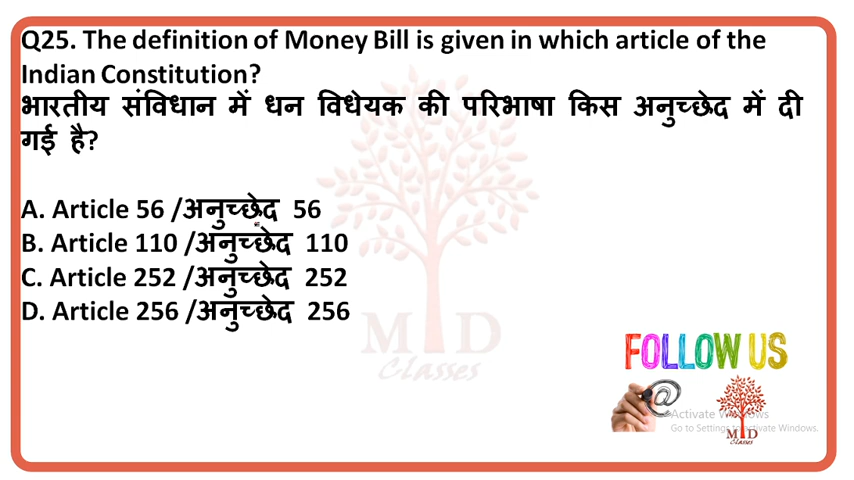 Q25. The definition of Money Bill is given in which article of the
Indian Constitution?
भारतीय संविधान में धन विधेयक की परिभाषा किस अनुच्छेद में दी
गई है?
A. Article 56 /अनुच्छेद 56
B. Article 110 /अनुच्छेद 110
C. Article 252 /अनुच्छेद 252
D. Article 256 /अनुच्छेद 256
M D
Classes
FOLLOW US
@
Activate Windows
Go to Settings to activate Windows.
M D
Classes